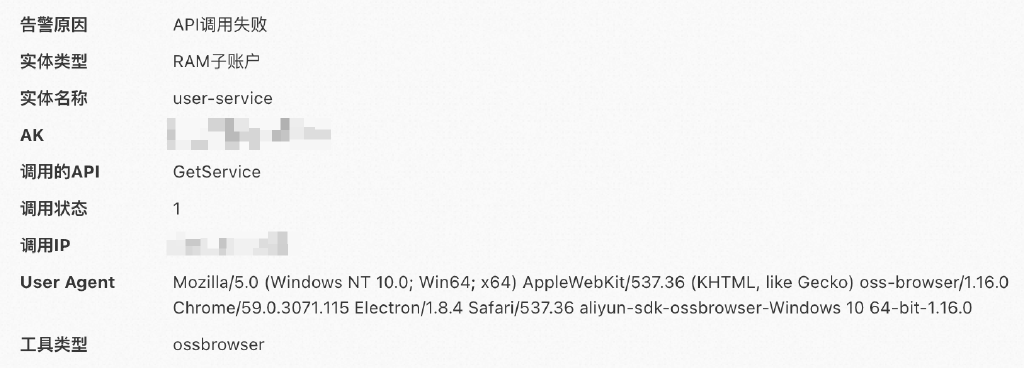 告警原因 API调用失败
实体类型 RAM子账户
实体名称 user-service
AK
调用的API GetService
调用状态 1
调用IP
User Agent Mozilla/5.0 (Windows NT 10.0; Win64; x64) AppleWebKit/537.36 (KHTML, like Gecko) oss-browser/1.16.0
Chrome/59.0.3071.115 Electron/1.8.4 Safari/537.36 aliyun-sdk-ossbrowser-Windows 10 64-bit-1.16.0
工具类型 ossbrowser